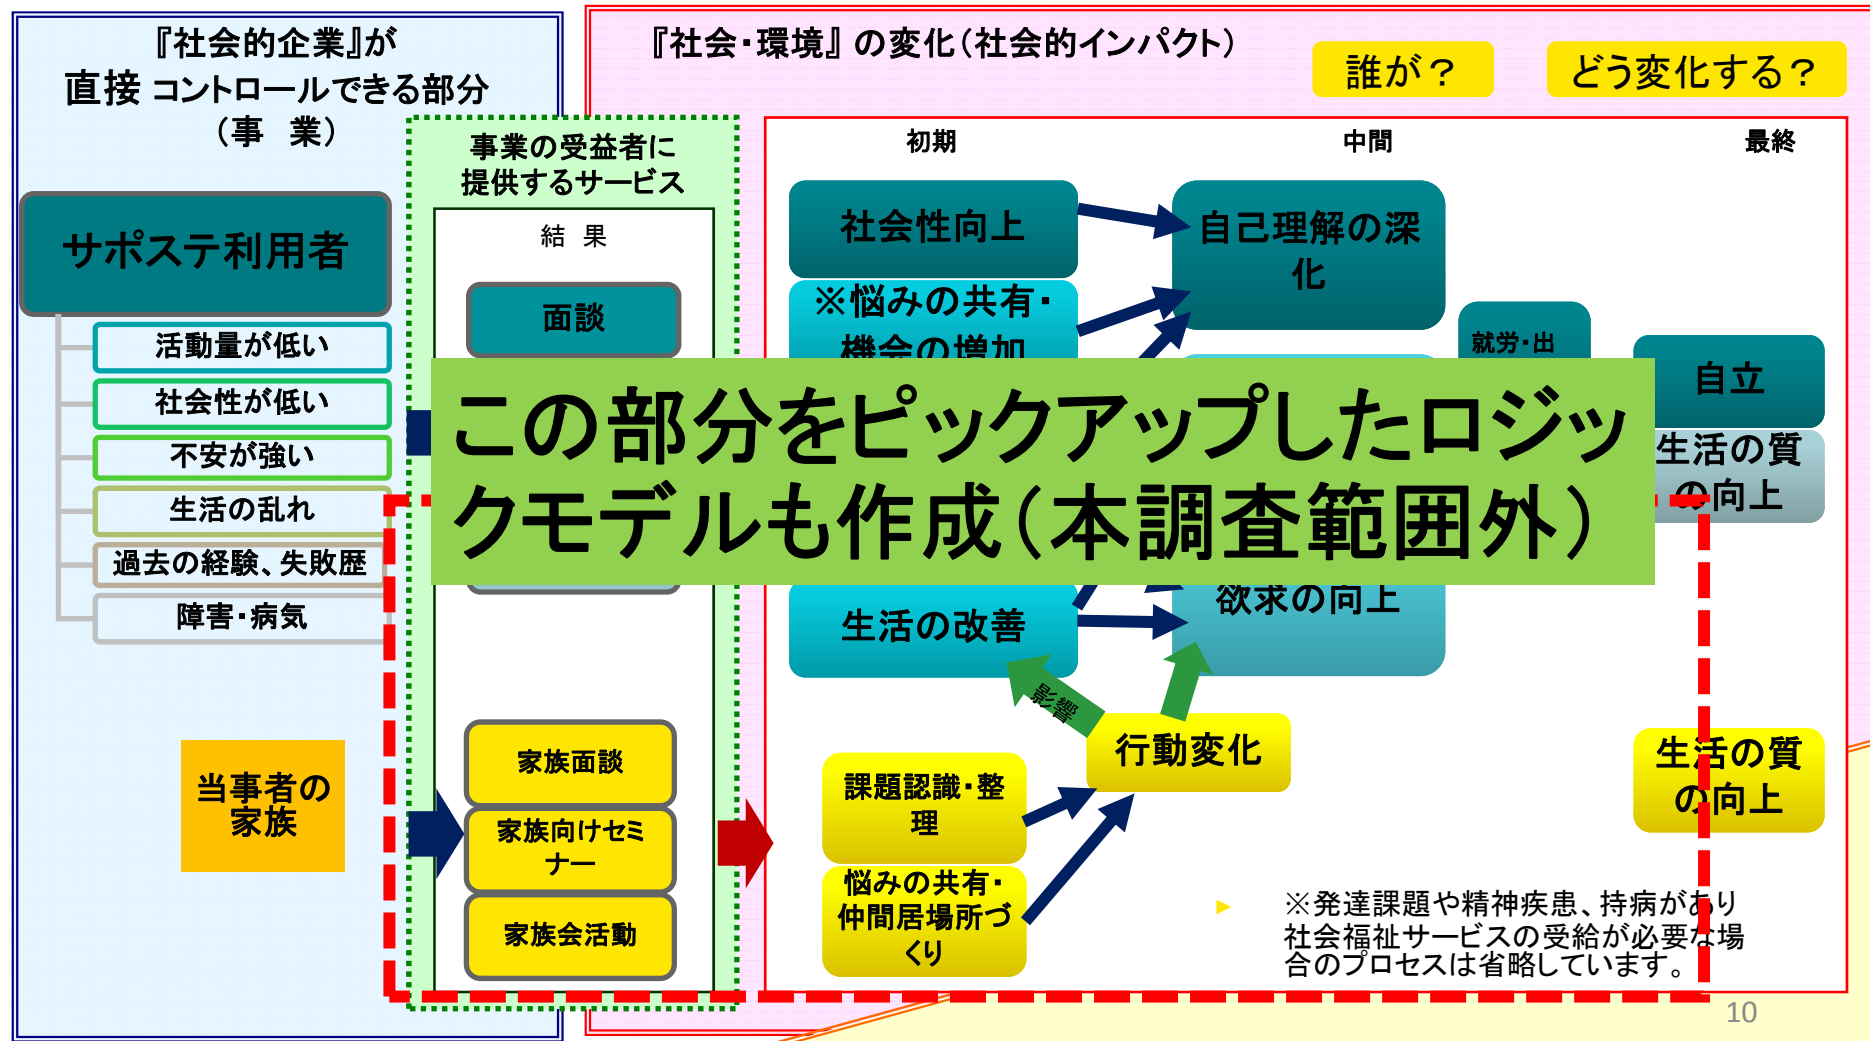 『社会的企業』が
直接 コントロールできる部分
（事　業）
『社会・環境』の変化（社会的インパクト）
誰が？
どう変化する？
事業の受益者に
提供するサービス
結　果
初期
中間
最終
サポステ利用者
活動量が低い
社会性が低い
不安が強い
生活の乱れ
過去の経験、失敗歴
障害・病気
面談
社会性向上
※悩みの共有・
機会の増加
自己理解の深
化
就労・出
自立
生活の質
の向上
この部分をピックアップしたロジッ
クモデルも作成（本調査範囲外）
生活の改善
欲求の向上
影響
行動変化
当事者の
家族
家族面談
家族向けセミ
ナー
家族会活動
課題認識・整
理
悩みの共有・
仲間居場所づ
くり
生活の質
の向上
※発達課題や精神疾患、持病があり
社会福祉サービスの受給が必要な場
合のプロセスは省略しています。
10